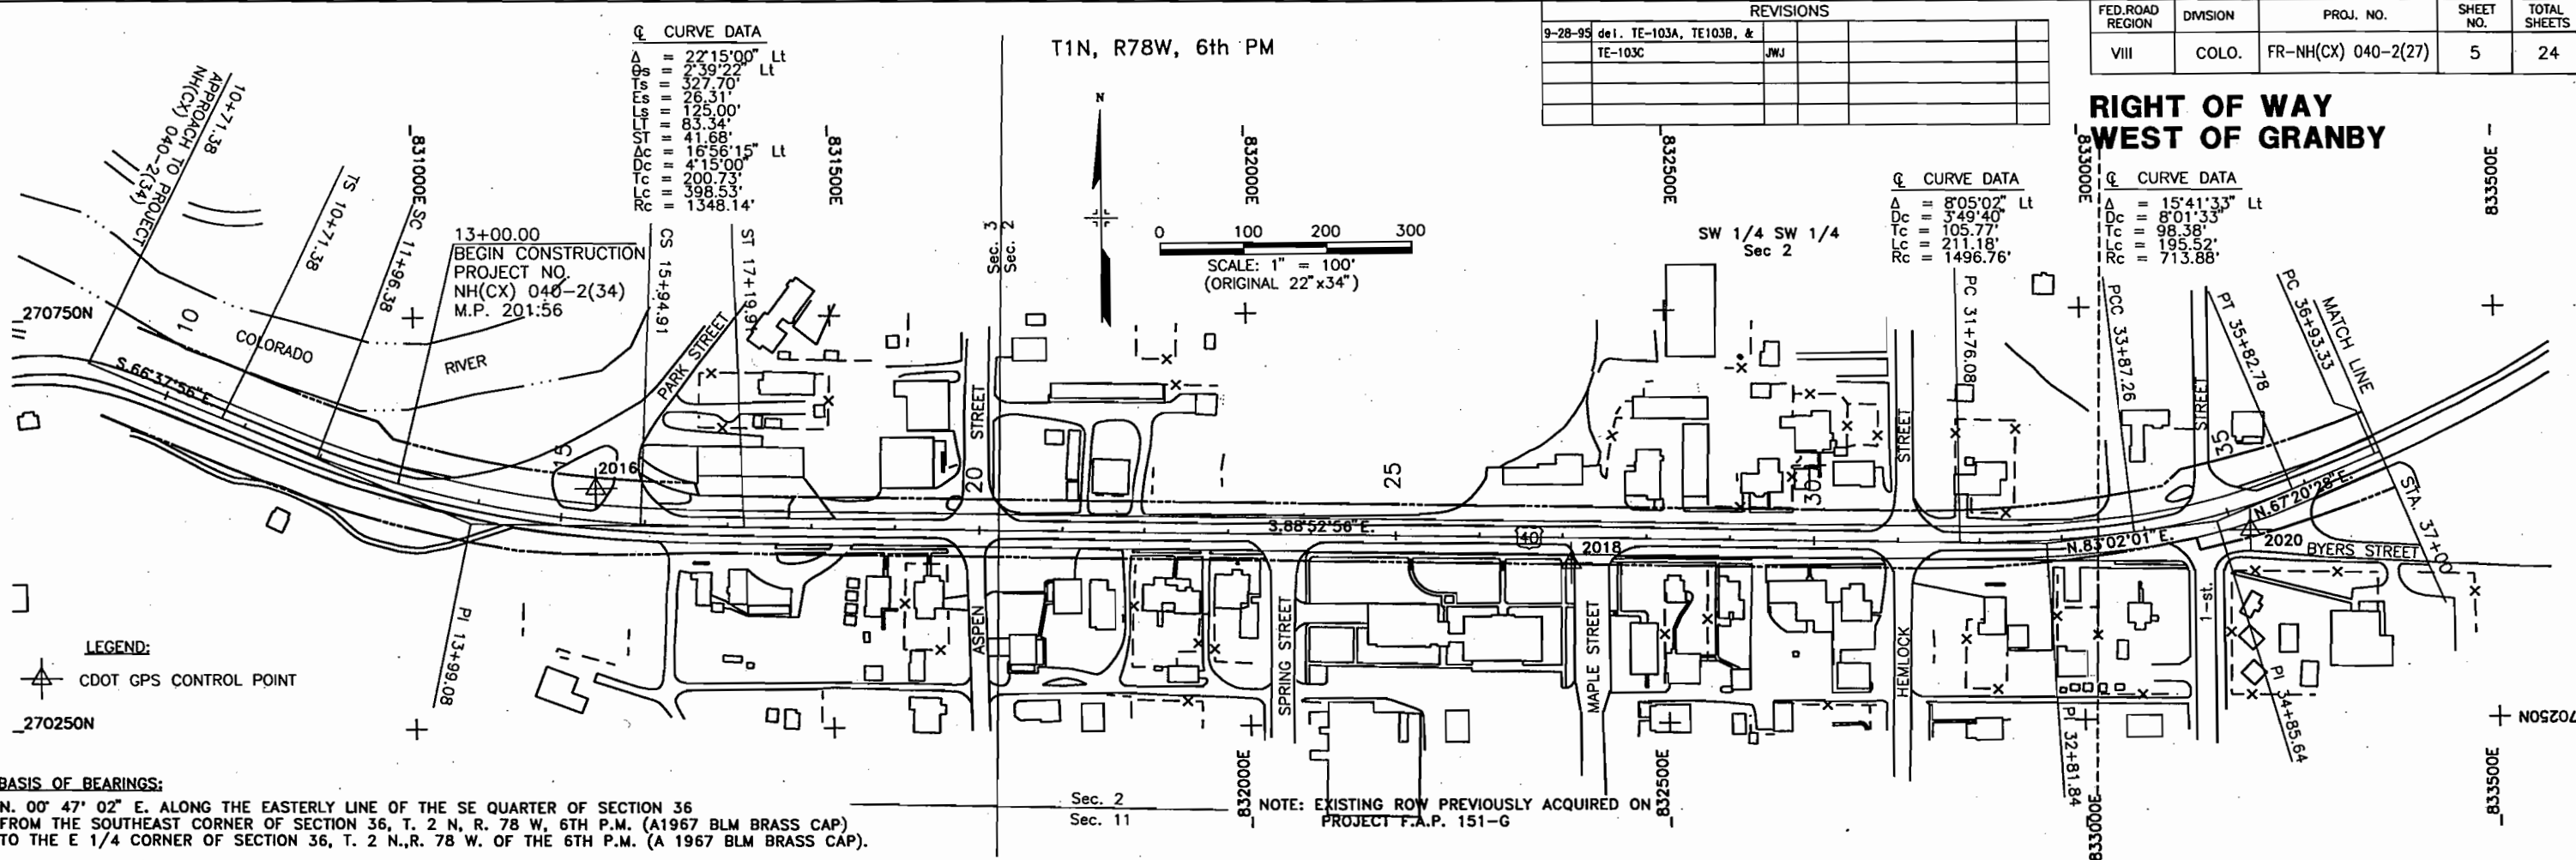 REVISIONS
9-28-95 del. TE-103A, TE103B, &
TE-103C JWJ
FED.ROAD REGION
DIVISION
PROJ. NO.
SHEET NO.
TOTAL SHEETS
VIII
COLO.
FR-NH(CX) 040-2(27)
5
24
RIGHT OF WAY
WEST OF GRANBY
T1N, R78W, 6th PM
℄ CURVE DATA
Δ = 22°15'00" Lt
Θs = 2°39'22" Lt
Ts = 327.70'
Es = 26.31'
Ls = 125.00'
LT = 83.34'
ST = 41.68'
Δc = 16°56'15" Lt
Dc = 4°15'00"
Tc = 200.73'
Lc = 398.53'
Rc = 1348.14'
℄ CURVE DATA
Δ = 8°05'02" Lt
Dc = 3°49'40"
Tc = 105.77'
Lc = 211.18'
Rc = 1496.76'
℄ CURVE DATA
Δ = 15°41'33" Lt
Dc = 8°01'33"
Tc = 98.38'
Lc = 195.52'
Rc = 713.88'
10+71.38
APPROACH TO PROJECT
NH(CX) 040-2(34)
TS 10+71.38
831000E
SC 11+96.38
13+00.00
BEGIN CONSTRUCTION
PROJECT NO.
NH(CX) 040-2(34)
M.P. 201.56
CS 15+94.91
ST 17+19.91
831500E
Sec. 3
Sec. 2
N
832000E
0 100 200 300
SCALE: 1" = 100'
(ORIGINAL 22"x34")
832500E
SW 1/4 SW 1/4
Sec 2
833000E
833500E
PC 31+76.08
PCC 33+87.26
PT 35+82.78
PC 36+93.33
MATCH LINE
STA. 37+00
270750N
10
COLORADO
RIVER
S.66°37'56"E.
PARK STREET
15
2016
20
STREET
25
30
STREET
STREET
35
S.88°52'56"E.
40
2018
N.83°02'01"E.
N.67°20'28"E.
2020
BYERS STREET
PI 13+99.08
ASPEN
SPRING STREET
MAPLE STREET
HEMLOCK
1-st.
PI 32+81.84
PI 34+85.64
LEGEND:
CDOT GPS CONTROL POINT
270250N
70250N
832000E
832500E
833000E
833500E
BASIS OF BEARINGS:
N. 00° 47' 02" E. ALONG THE EASTERLY LINE OF THE SE QUARTER OF SECTION 36
FROM THE SOUTHEAST CORNER OF SECTION 36, T. 2 N, R. 78 W, 6TH P.M. (A1967 BLM BRASS CAP)
TO THE E 1/4 CORNER OF SECTION 36, T. 2 N.,R. 78 W. OF THE 6TH P.M. (A 1967 BLM BRASS CAP).
Sec. 2
Sec. 11
NOTE: EXISTING ROW PREVIOUSLY ACQUIRED ON
PROJECT F.A.P. 151-G